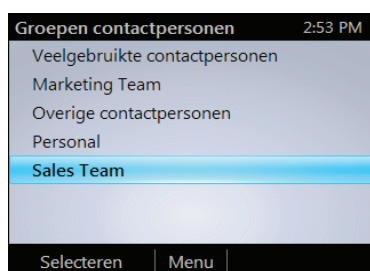 Groepen contactpersonen 2:53 PM
Veelgebruikte contactpersonen
Marketing Team
Overige contactpersonen
Personal
Sales Team
Selecteren Menu